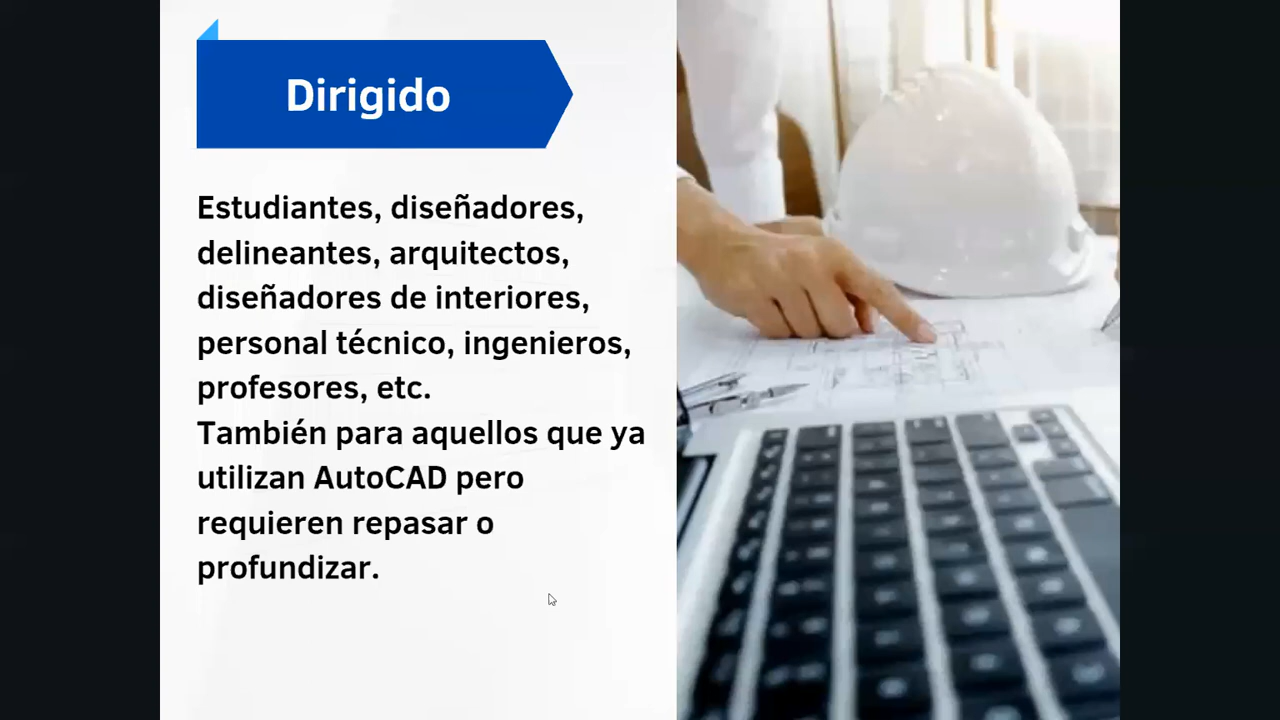 Dirigido
Estudiantes, diseñadores,
delineantes, arquitectos,
diseñadores de interiores,
personal técnico, ingenieros,
profesores, etc.
También para aquellos que ya
utilizan AutoCAD pero
requieren repasar o
profundizar.